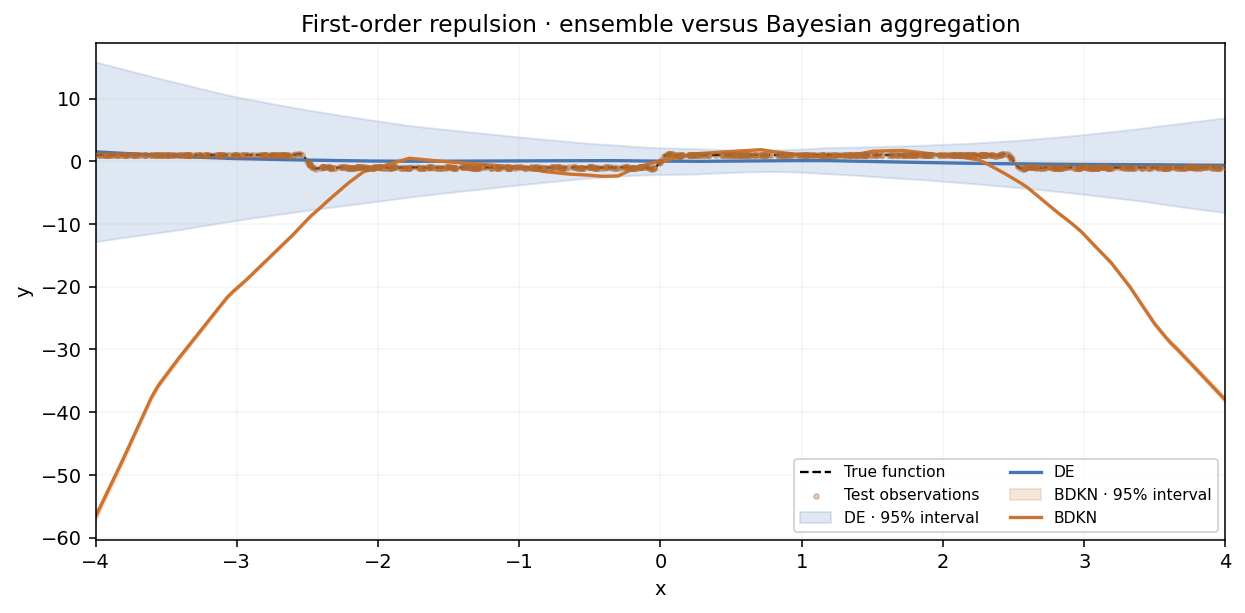 First-order repulsion · ensemble versus Bayesian aggregation
y
10
0
−10
−20
−30
−40
−50
−60
−4
−3
−2
−1
0
1
2
3
4
x
True function
Test observations
DE · 95% interval
DE
BDKN · 95% interval
BDKN